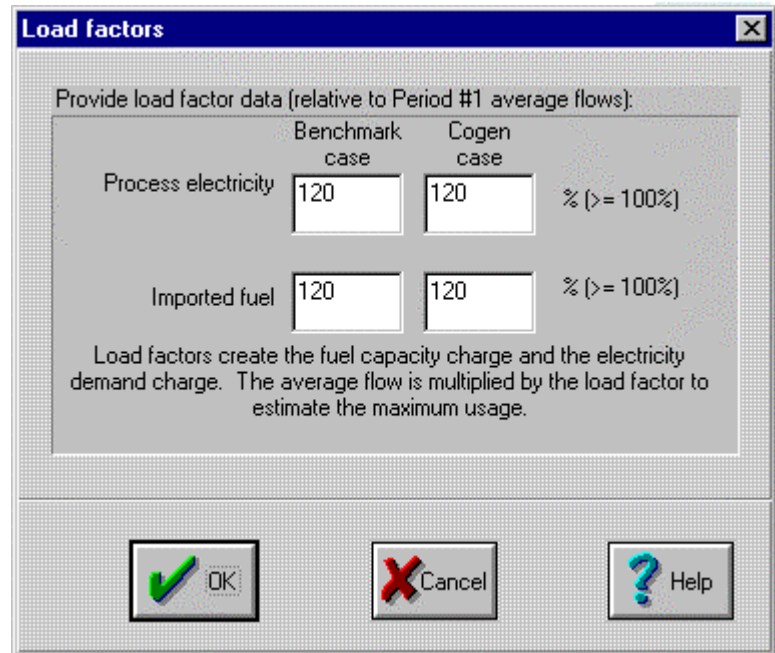 Load factors
Provide load factor data (relative to Period #1 average flows):
Benchmark case
Cogen case
Process electricity 120 120 % (>= 100%)
Imported fuel 120 120 % (>= 100%)
Load factors create the fuel capacity charge and the electricity
demand charge.  The average flow is multiplied by the load factor to
estimate the maximum usage.
OK Cancel Help